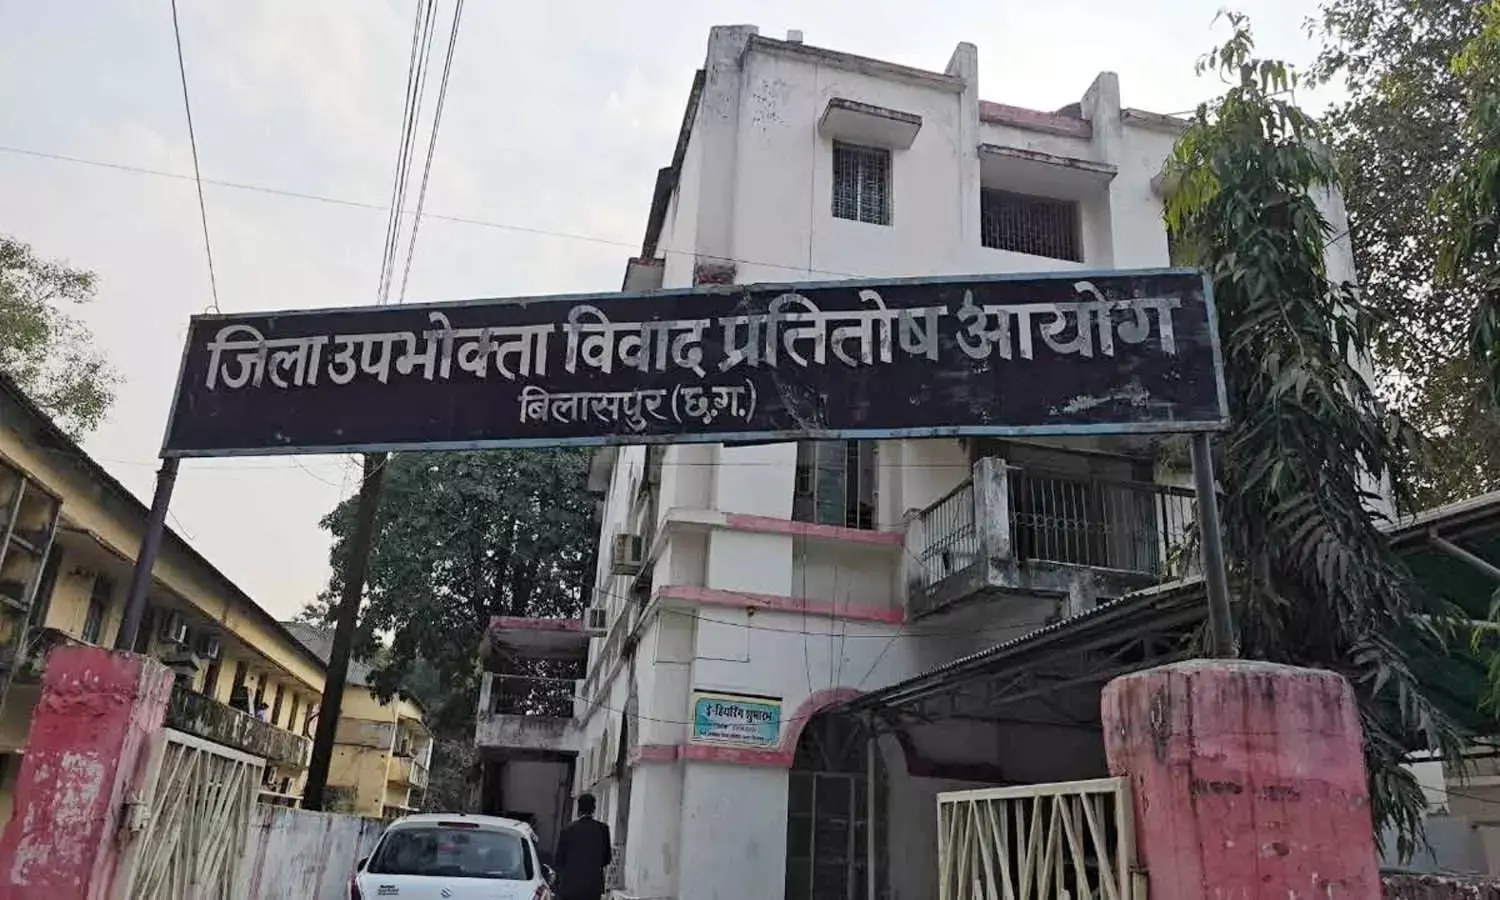 जिला उपभोक्ता विवाद प्रतितोष आयोग
बिलासपुर (छ.ग.)
ई-हियरिंग शुभारंभ